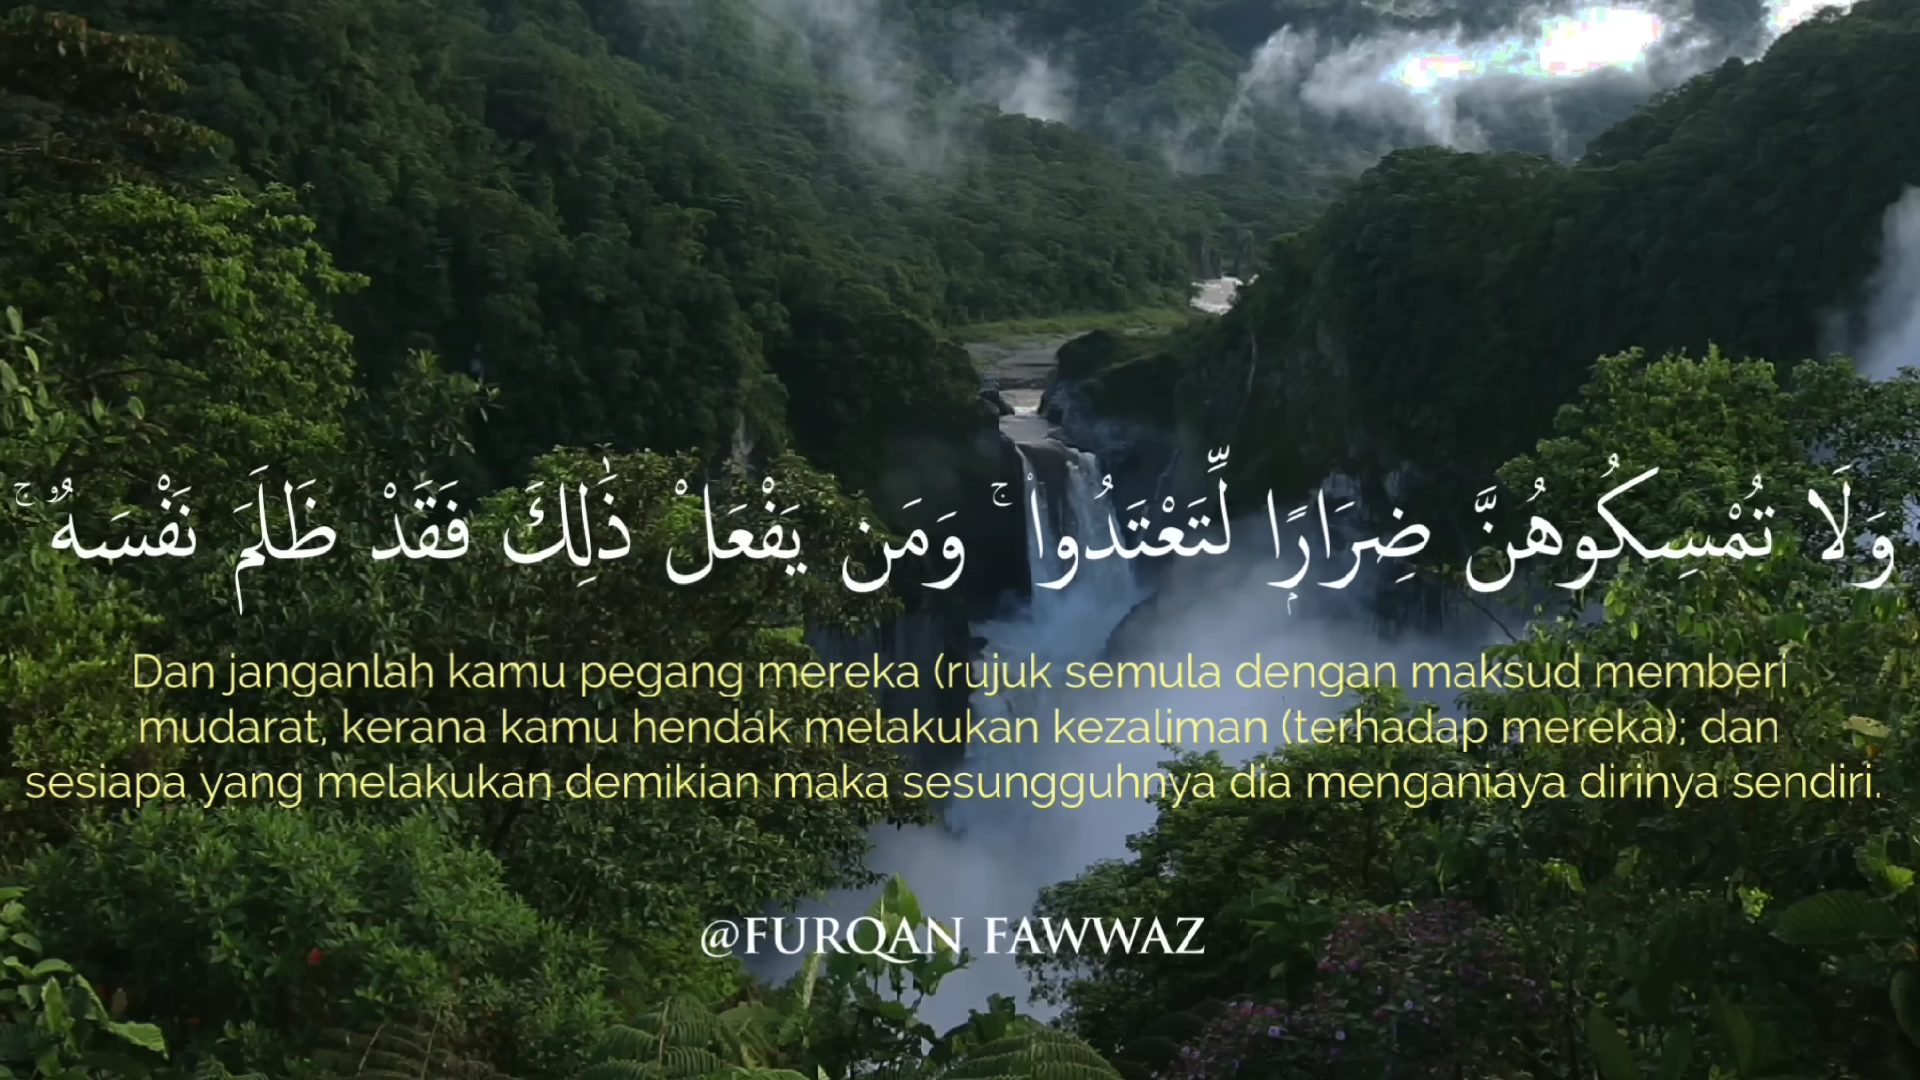 وَلَا تُمْسِكُوهُنَّ ضِرَارًۭا لِّتَعْتَدُوا۟ ۚ وَمَن يَفْعَلْ ذَٰلِكَ فَقَدْ ظَلَمَ نَفْسَهُۥ ۚ
Dan janganlah kamu pegang mereka (rujuk semula dengan maksud memberi
mudarat, kerana kamu hendak melakukan kezaliman (terhadap mereka); dan
sesiapa yang melakukan demikian maka sesungguhnya dia menganiaya dirinya sendiri.
@FURQAN FAWWAZ